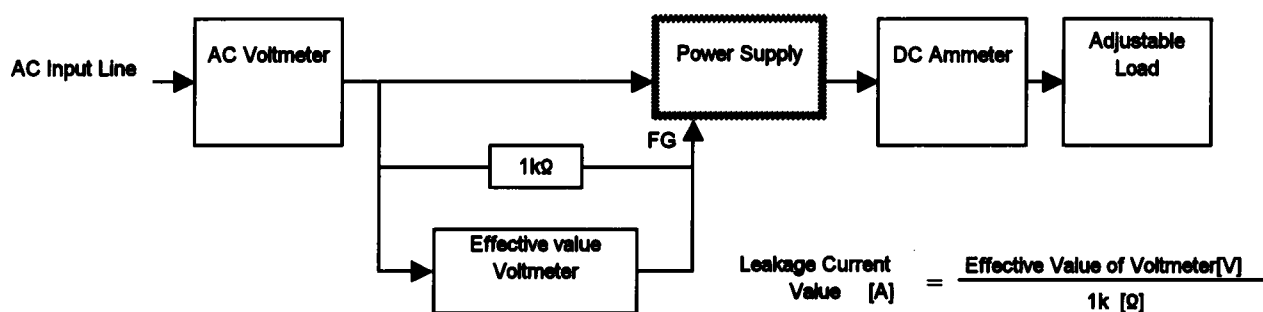 AC Input Line
AC Voltmeter
Power Supply
DC Ammeter
Adjustable
Load
FG
1kΩ
Effective value
Voltmeter
Leakage Current
Value [A]
=
Effective Value of Voltmeter[V]
1k [Ω]